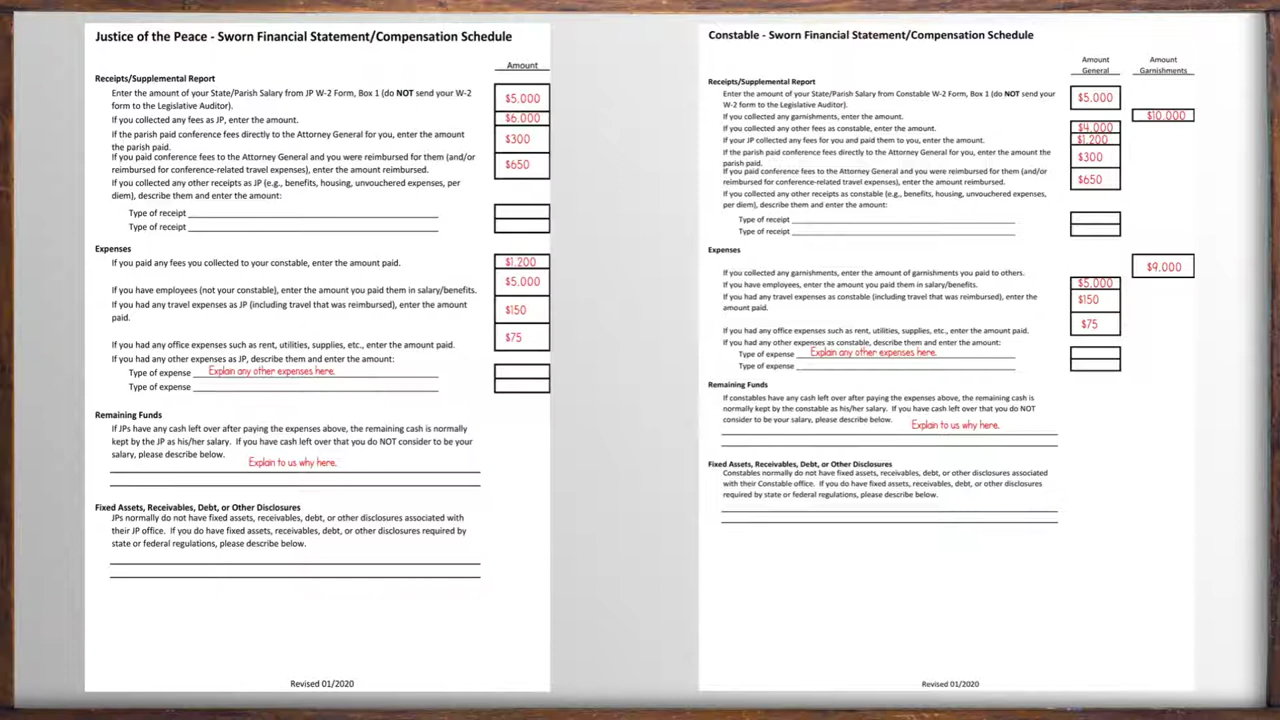 Justice of the Peace - Sworn Financial Statement/Compensation Schedule
Amount
Receipts/Supplemental Report
Enter the amount of your State/Parish Salary from JP W-2 Form, Box 1 (do NOT send your W-2
form to the Legislative Auditor).
$5,000
If you collected any fees as JP, enter the amount.
$6,000
If the parish paid conference fees directly to the Attorney General for you, enter the amount
the parish paid.
$300
If you paid conference fees to the Attorney General and you were reimbursed for them (and/or
reimbursed for conference-related travel expenses), enter the amount reimbursed.
$650
If you collected any other receipts as JP (e.g., benefits, housing, unvouchered expenses, per
diem), describe them and enter the amount:
Type of receipt
Type of receipt
Expenses
If you paid any fees you collected to your constable, enter the amount paid.
$1,200
If you have employees (not your constable), enter the amount you paid them in salary/benefits.
$5,000
If you had any travel expenses as JP (including travel that was reimbursed), enter the amount
paid.
$150
If you had any office expenses such as rent, utilities, supplies, etc., enter the amount paid.
$75
If you had any other expenses as JP, describe them and enter the amount:
Type of expense Explain any other expenses here.
Type of expense
Remaining Funds
If JPs have any cash left over after paying the expenses above, the remaining cash is normally
kept by the JP as his/her salary. If you have cash left over that you do NOT consider to be your
salary, please describe below.
Explain to us why here.
Fixed Assets, Receivables, Debt, or Other Disclosures
JPs normally do not have fixed assets, receivables, debt, or other disclosures associated with
their JP office. If you do have fixed assets, receivables, debt, or other disclosures required by
state or federal regulations, please describe below.
Revised 01/2020
Constable - Sworn Financial Statement/Compensation Schedule
Amount
General
Amount
Garnishments
Receipts/Supplemental Report
Enter the amount of your State/Parish Salary from Constable W-2 Form, Box 1 (do NOT send your
W-2 form to the Legislative Auditor).
$5,000
If you collected any garnishments, enter the amount.
$10,000
If you collected any other fees as constable, enter the amount.
$4,000
If your JP collected any fees for you and paid them to you, enter the amount.
$1,200
If the parish paid conference fees directly to the Attorney General for you, enter the amount the
parish paid.
$300
If you paid conference fees to the Attorney General and you were reimbursed for them (and/or
reimbursed for conference-related travel expenses), enter the amount reimbursed.
$650
If you collected any other receipts as constable (e.g., benefits, housing, unvouchered expenses,
per diem), describe them and enter the amount:
Type of receipt
Type of receipt
Expenses
If you collected any garnishments, enter the amount of garnishments you paid to others.
$9,000
If you have employees, enter the amount you paid them in salary/benefits.
$5,000
If you had any travel expenses as constable (including travel that was reimbursed), enter the
amount paid.
$150
If you had any office expenses such as rent, utilities, supplies, etc., enter the amount paid.
$75
If you had any other expenses as constable, describe them and enter the amount:
Type of expense Explain any other expenses here.
Type of expense
Remaining Funds
If constables have any cash left over after paying the expenses above, the remaining cash is
normally kept by the constable as his/her salary. If you have cash left over that you do NOT
consider to be your salary, please describe below.
Explain to us why here.
Fixed Assets, Receivables, Debt, or Other Disclosures
Constables normally do not have fixed assets, receivables, debt, or other disclosures associated
with their Constable office. If you do have fixed assets, receivables, debt, or other disclosures
required by state or federal regulations, please describe below.
Revised 01/2020